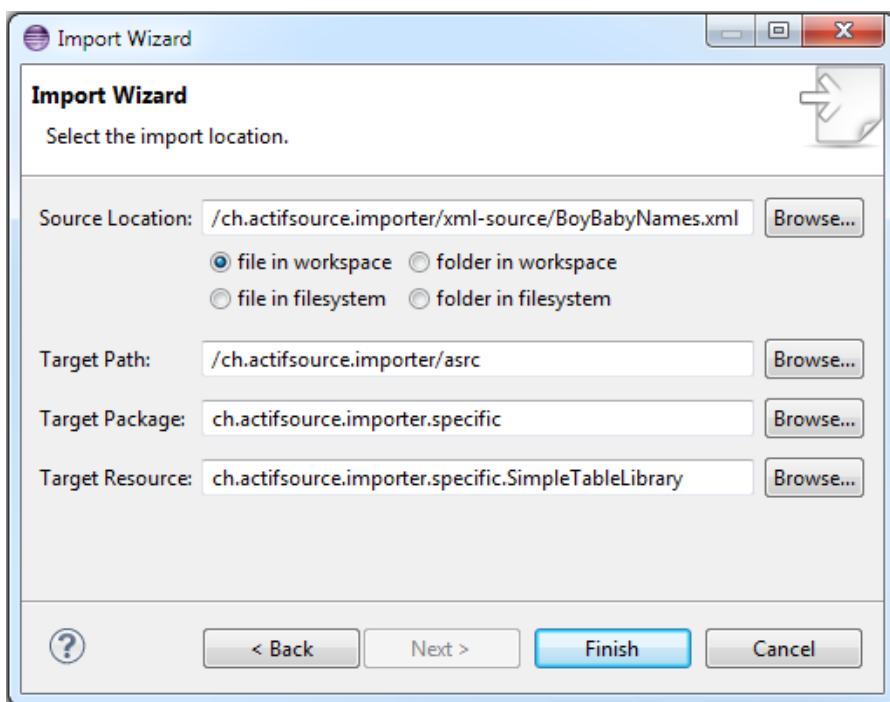 Import Wizard
Import Wizard
Select the import location.
Source Location: /ch.actifsource.importer/xml-source/BoyBabyNames.xml Browse...
file in workspace folder in workspace
file in filesystem folder in filesystem
Target Path: /ch.actifsource.importer/asrc Browse...
Target Package: ch.actifsource.importer.specific Browse...
Target Resource: ch.actifsource.importer.specific.SimpleTableLibrary Browse...
? < Back Next > Finish Cancel